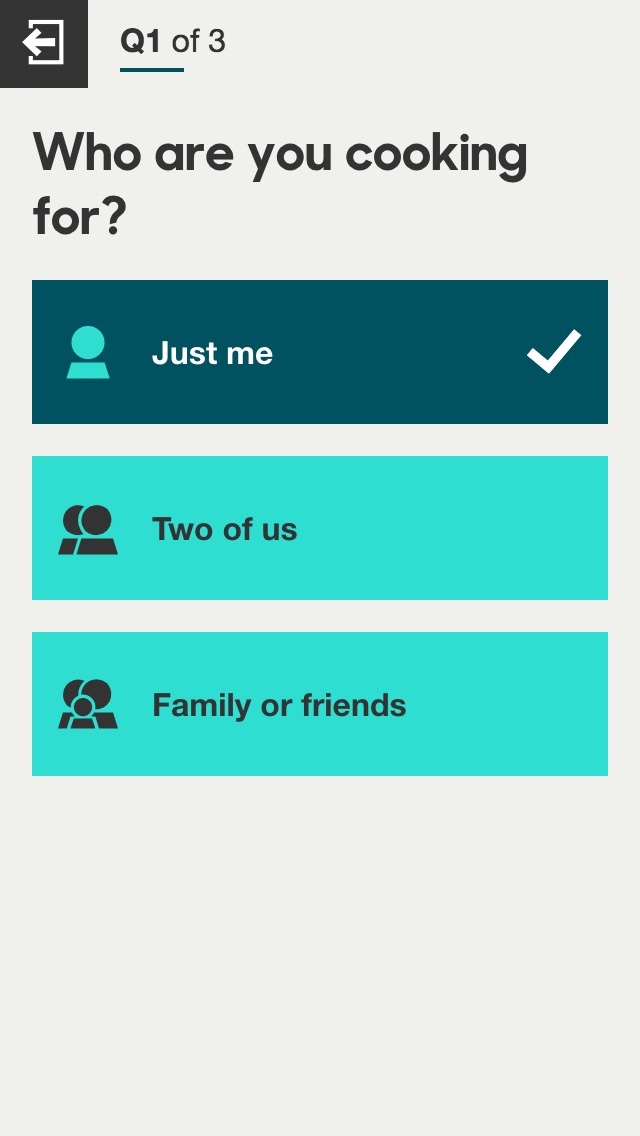 Q1 of 3
Who are you cooking
for?
Just me
Two of us
Family or friends